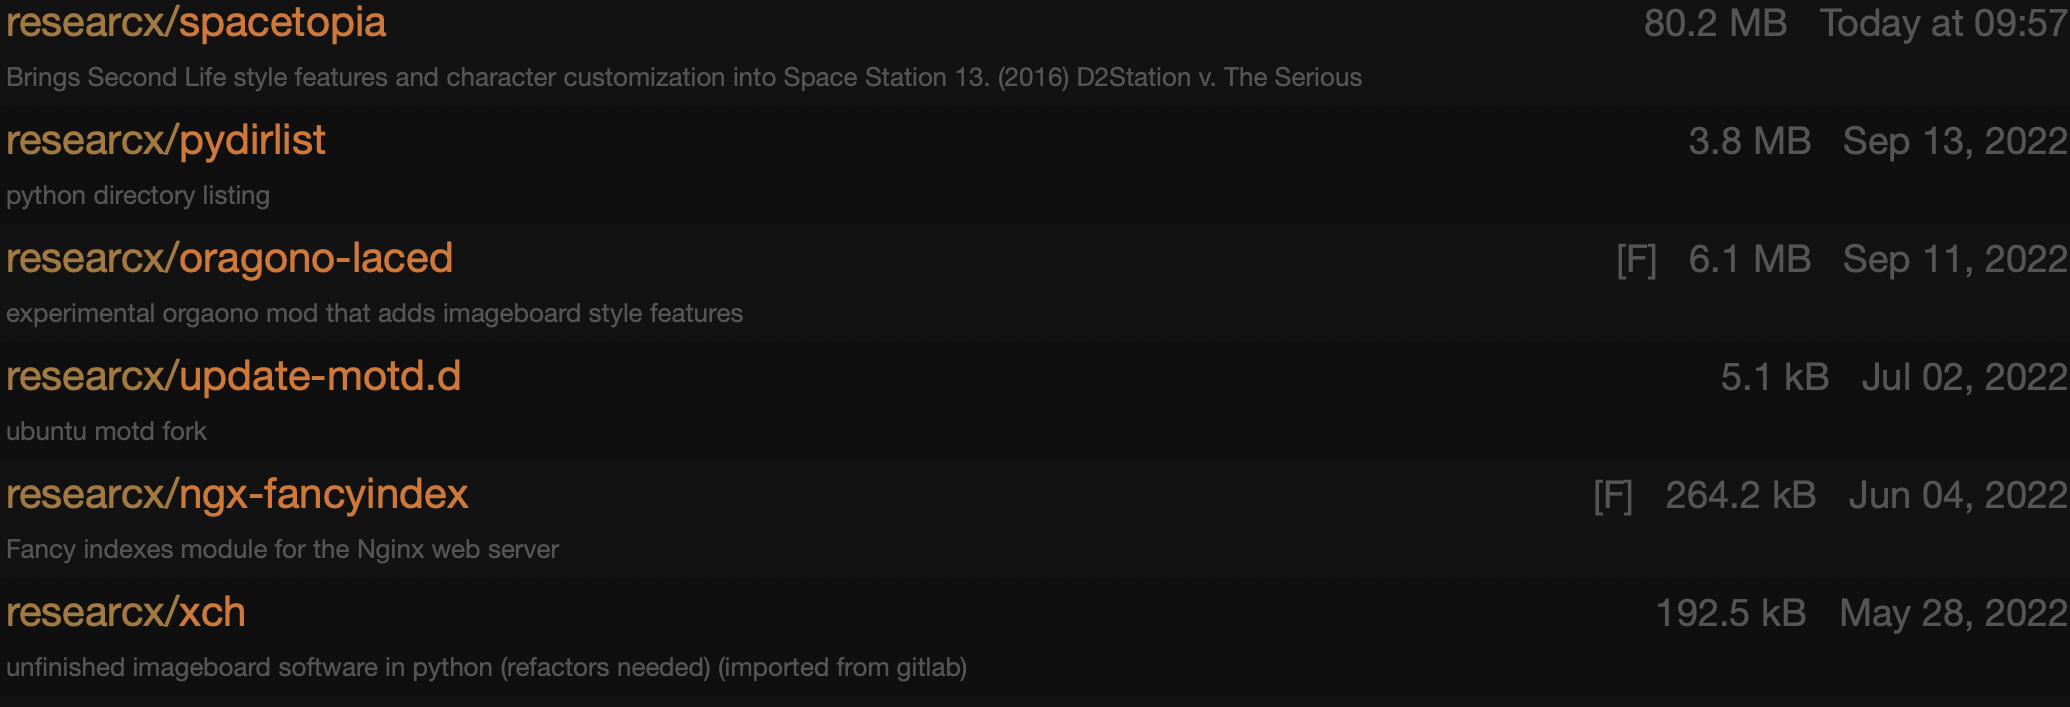 researcx/spacetopia 80.2 MB Today at 09:57
Brings Second Life style features and character customization into Space Station 13. (2016) D2Station v. The Serious
researcx/pydirlist 3.8 MB Sep 13, 2022
python directory listing
researcx/oragono-laced [F] 6.1 MB Sep 11, 2022
experimental orgaono mod that adds imageboard style features
researcx/update-motd.d 5.1 kB Jul 02, 2022
ubuntu motd fork
researcx/ngx-fancyindex [F] 264.2 kB Jun 04, 2022
Fancy indexes module for the Nginx web server
researcx/xch 192.5 kB May 28, 2022
unfinished imageboard software in python (refactors needed) (imported from gitlab)